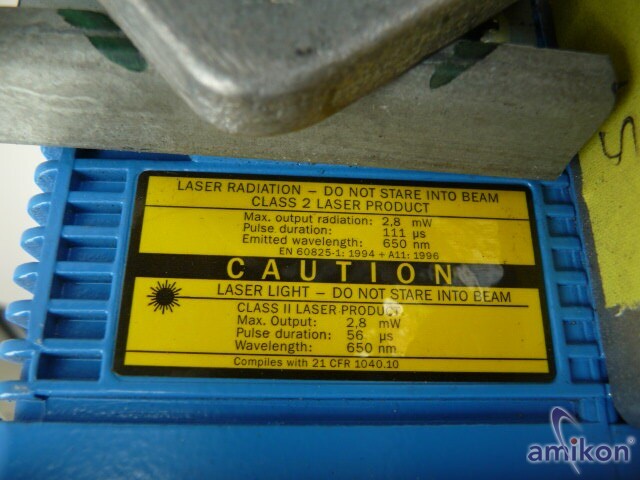 LASER RADIATION – DO NOT STARE INTO BEAM
CLASS 2 LASER PRODUCT
Max. output radiation: 2,8 mW
Pulse duration: 111 µs
Emitted wavelength: 650 nm
EN 60825-1: 1994 + A11: 1996
CAUTION
LASER LIGHT – DO NOT STARE INTO BEAM
CLASS II LASER PRODUCT
Max. Output: 2,8 mW
Pulse duration: 56 µs
Wavelength: 650 nm
Complies with 21 CFR 1040.10
amikon®